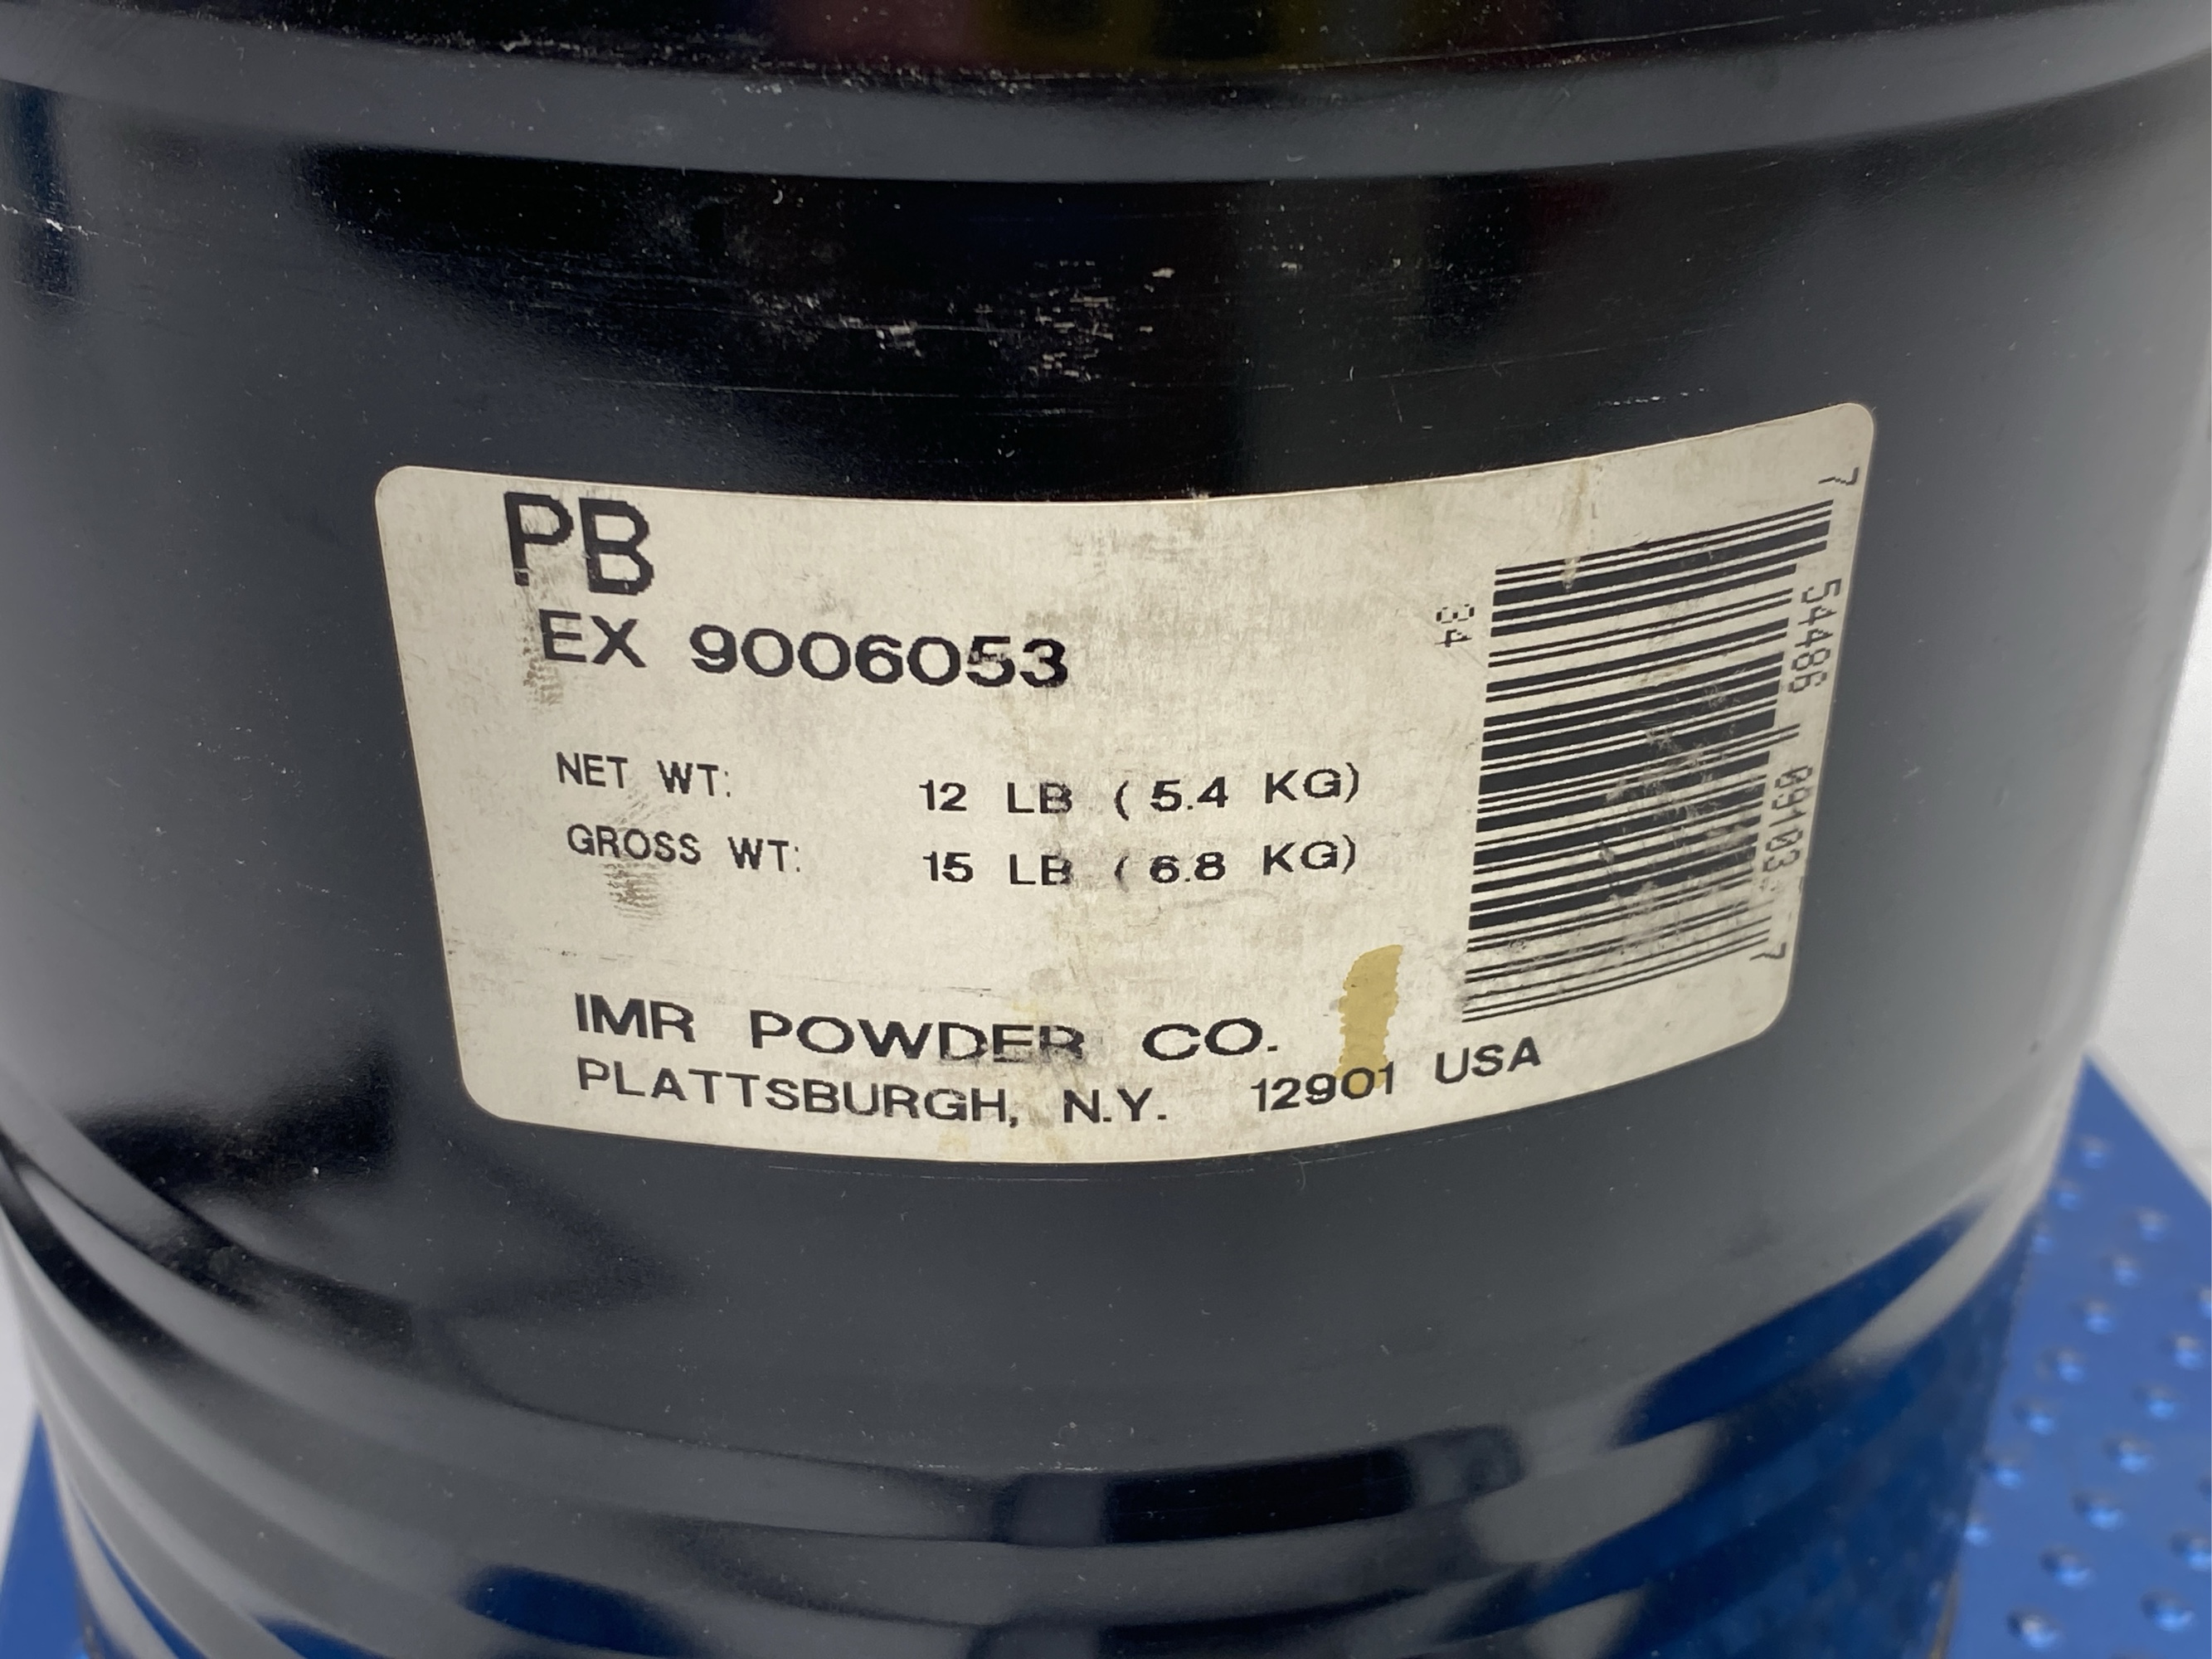 PB
EX 9006053
NET WT: 12 LB (5.4 KG)
GROSS WT: 15 LB (6.8 KG)
IMR POWDER CO.
PLATTSBURGH, N.Y. 12901 USA
34
7 54486 09103 7